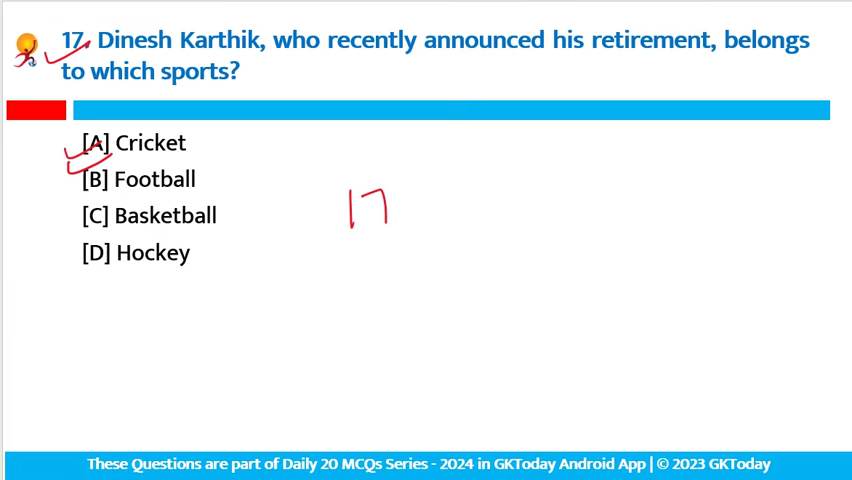 17. Dinesh Karthik, who recently announced his retirement, belongs
to which sports?
[A] Cricket
[B] Football
[C] Basketball
17
[D] Hockey
These Questions are part of Daily 20 MCQs Series - 2024 in GKToday Android App | © 2023 GKToday